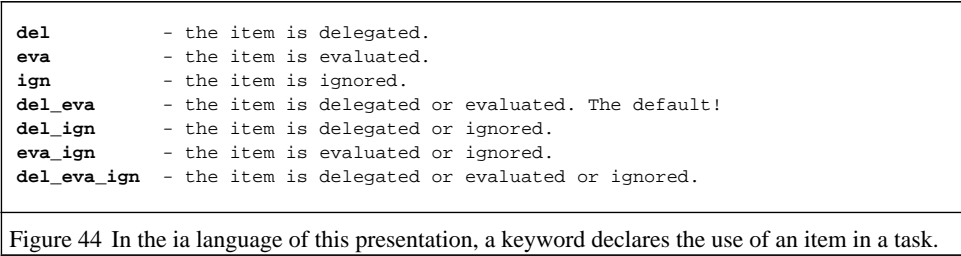 del - the item is delegated.
eva - the item is evaluated.
ign - the item is ignored.
del_eva - the item is delegated or evaluated. The default!
del_ign - the item is delegated or ignored.
eva_ign - the item is evaluated or ignored.
del_eva_ign - the item is delegated or evaluated or ignored.
Figure 44 In the ia language of this presentation, a keyword declares the use of an item in a task.